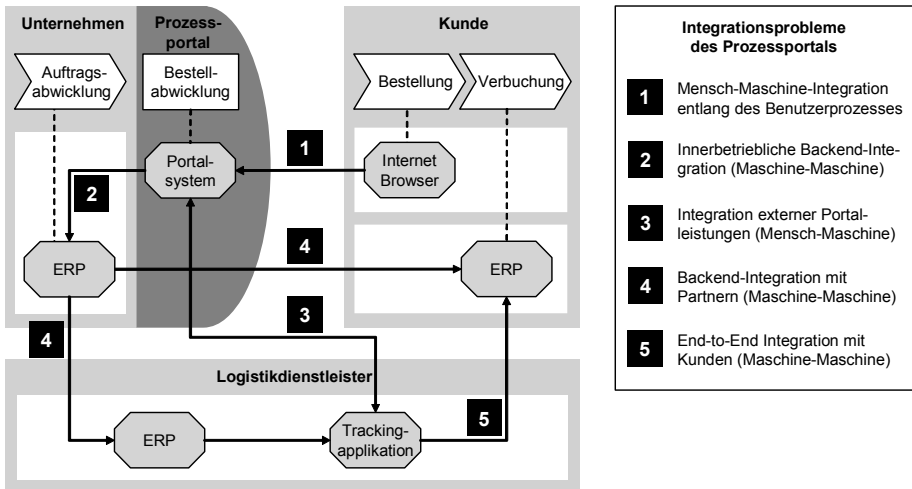 Unternehmen
Prozess-
portal
Kunde
Auftrags-
abwicklung
Bestell-
abwicklung
Bestellung
Verbuchung
Portal-
system
1
Internet
Browser
2
ERP
4
ERP
3
4
Logistikdienstleister
ERP
Tracking-
applikation
5
Integrationsprobleme
des Prozessportals
1
Mensch-Maschine-Integration
entlang des Benutzerprozesses
2
Innerbetriebliche Backend-Inte-
gration (Maschine-Maschine)
3
Integration externer Portal-
leistungen (Mensch-Maschine)
4
Backend-Integration mit
Partnern (Maschine-Maschine)
5
End-to-End Integration mit
Kunden (Maschine-Maschine)